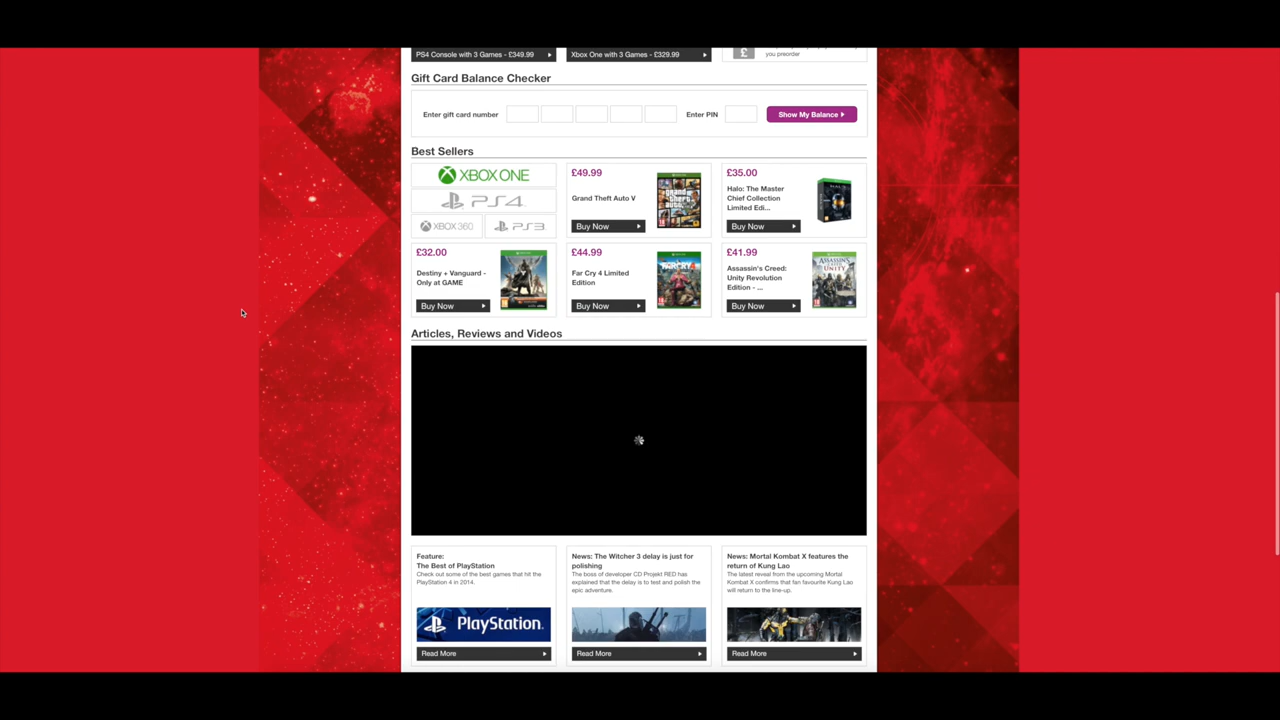 PS4 Console with 3 Games - £349.99
Xbox One with 3 Games - £329.99
£
you preorder
Gift Card Balance Checker
Enter gift card number
Enter PIN
Show My Balance
Best Sellers
XBOX ONE
PS4
XBOX 360
PS3
£49.99
Grand Theft Auto V
Buy Now
£35.00
Halo: The Master
Chief Collection
Limited Edi...
Buy Now
£32.00
Destiny + Vanguard -
Only at GAME
Buy Now
£44.99
Far Cry 4 Limited
Edition
Buy Now
£41.99
Assassin's Creed:
Unity Revolution
Edition - ...
Buy Now
Articles, Reviews and Videos
Feature:
The Best of PlayStation
Check out some of the best games that hit the
PlayStation 4 in 2014.
PlayStation
Read More
News: The Witcher 3 delay is just for
polishing
The boss of developer CD Projekt RED has
explained that the delay is to test and polish the
epic adventure.
Read More
News: Mortal Kombat X features the
return of Kung Lao
The latest reveal from the upcoming Mortal
Kombat X confirms that fan favourite Kung Lao
will return to the line-up.
Read More